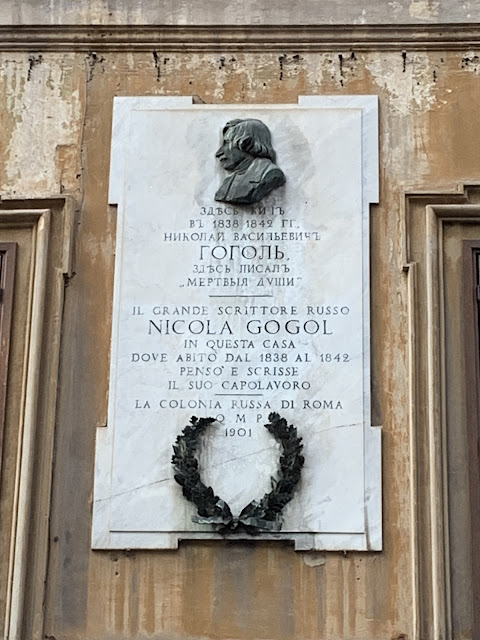 ЗДѢСЬ ЖИЛЪ
ВЪ 1838 1842 ГГ.
НИКОЛАЙ ВАСИЛЬЕВИЧЪ
ГОГОЛЬ.
ЗДѢСЬ ПИСАЛЪ
„МЕРТВЫЯ ДУШИ"
IL GRANDE SCRITTORE RUSSO
NICOLA GOGOL
IN QUESTA CASA
DOVE ABITÒ DAL 1838 AL 1842
PENSÒ E SCRISSE
IL SUO CAPOLAVORO
LA COLONIA RUSSA DI ROMA
Q M P
1901